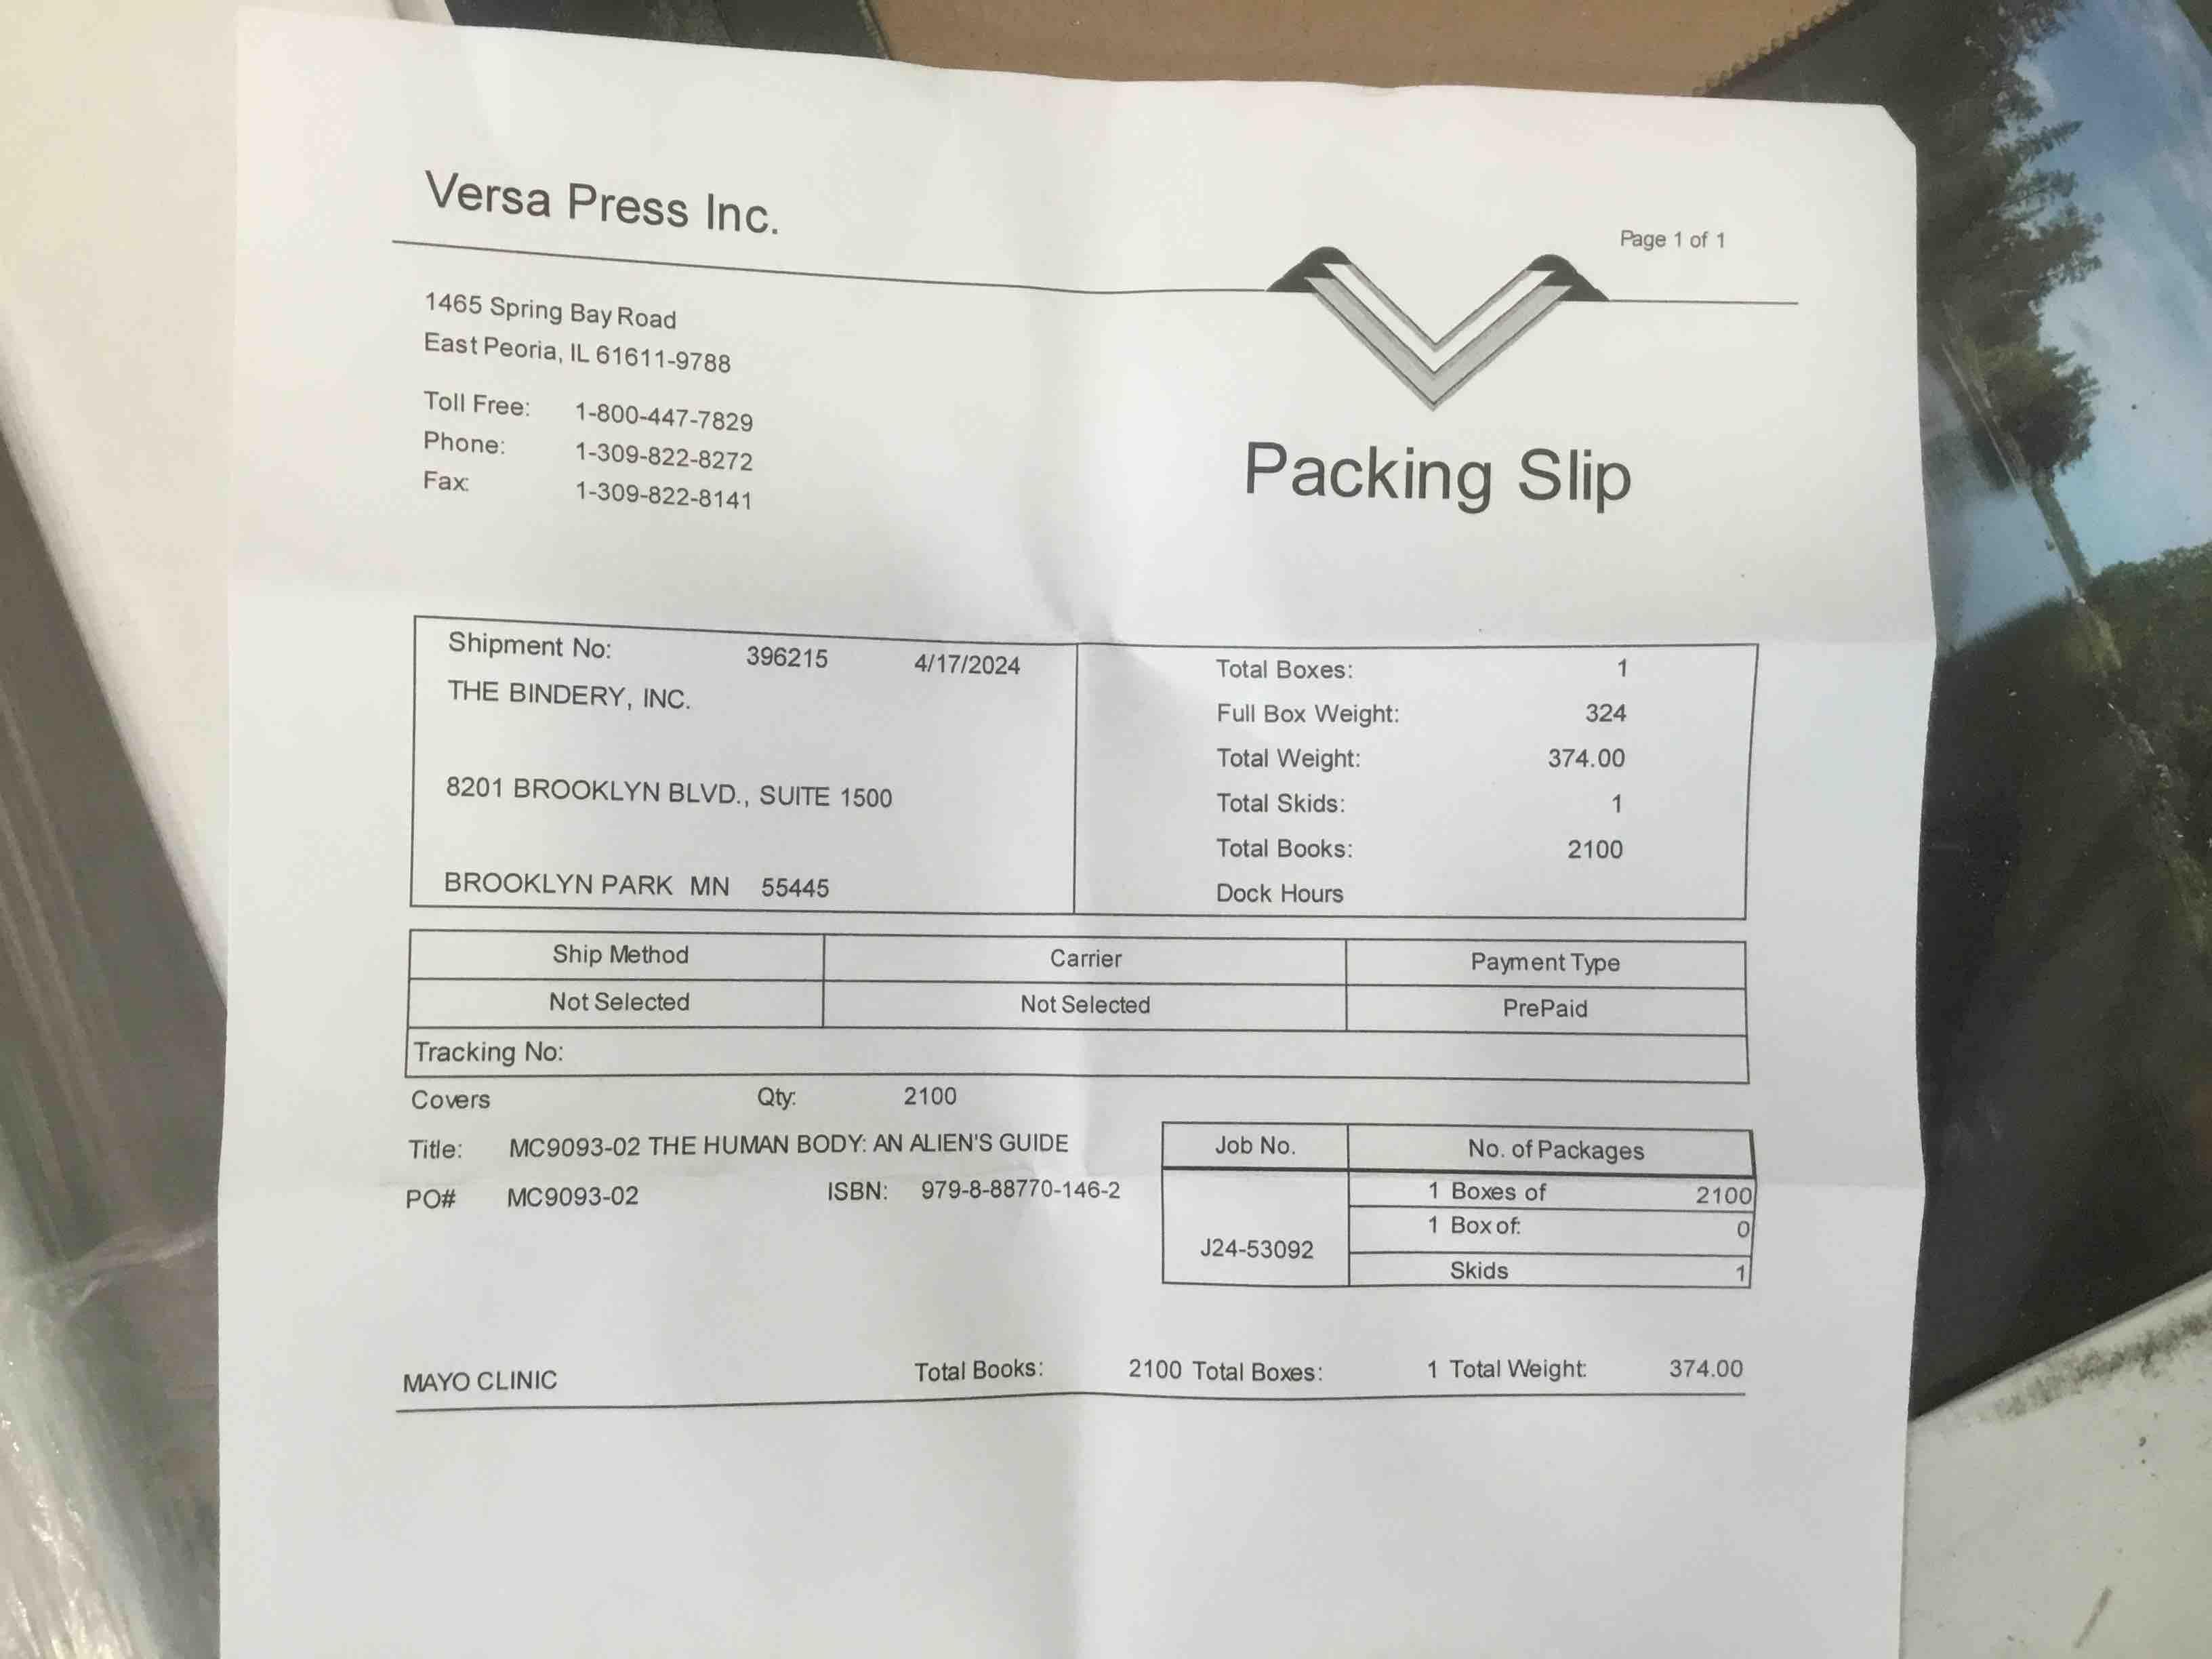 Versa Press Inc.
Page 1 of 1
1465 Spring Bay Road
East Peoria, IL 61611-9788
Toll Free: 1-800-447-7829
Phone: 1-309-822-8272
Fax: 1-309-822-8141
Packing Slip
Shipment No: 396215 4/17/2024
THE BINDERY, INC.
8201 BROOKLYN BLVD., SUITE 1500
BROOKLYN PARK MN 55445
Total Boxes: 1
Full Box Weight: 324
Total Weight: 374.00
Total Skids: 1
Total Books: 2100
Dock Hours
Ship Method Carrier Payment Type
Not Selected Not Selected PrePaid
Tracking No:
Covers Qty: 2100
Title: MC9093-02 THE HUMAN BODY: AN ALIEN'S GUIDE
PO# MC9093-02 ISBN: 979-8-88770-146-2
Job No. No. of Packages
1 Boxes of 2100
1 Box of: 0
J24-53092
Skids 1
MAYO CLINIC Total Books: 2100 Total Boxes: 1 Total Weight: 374.00